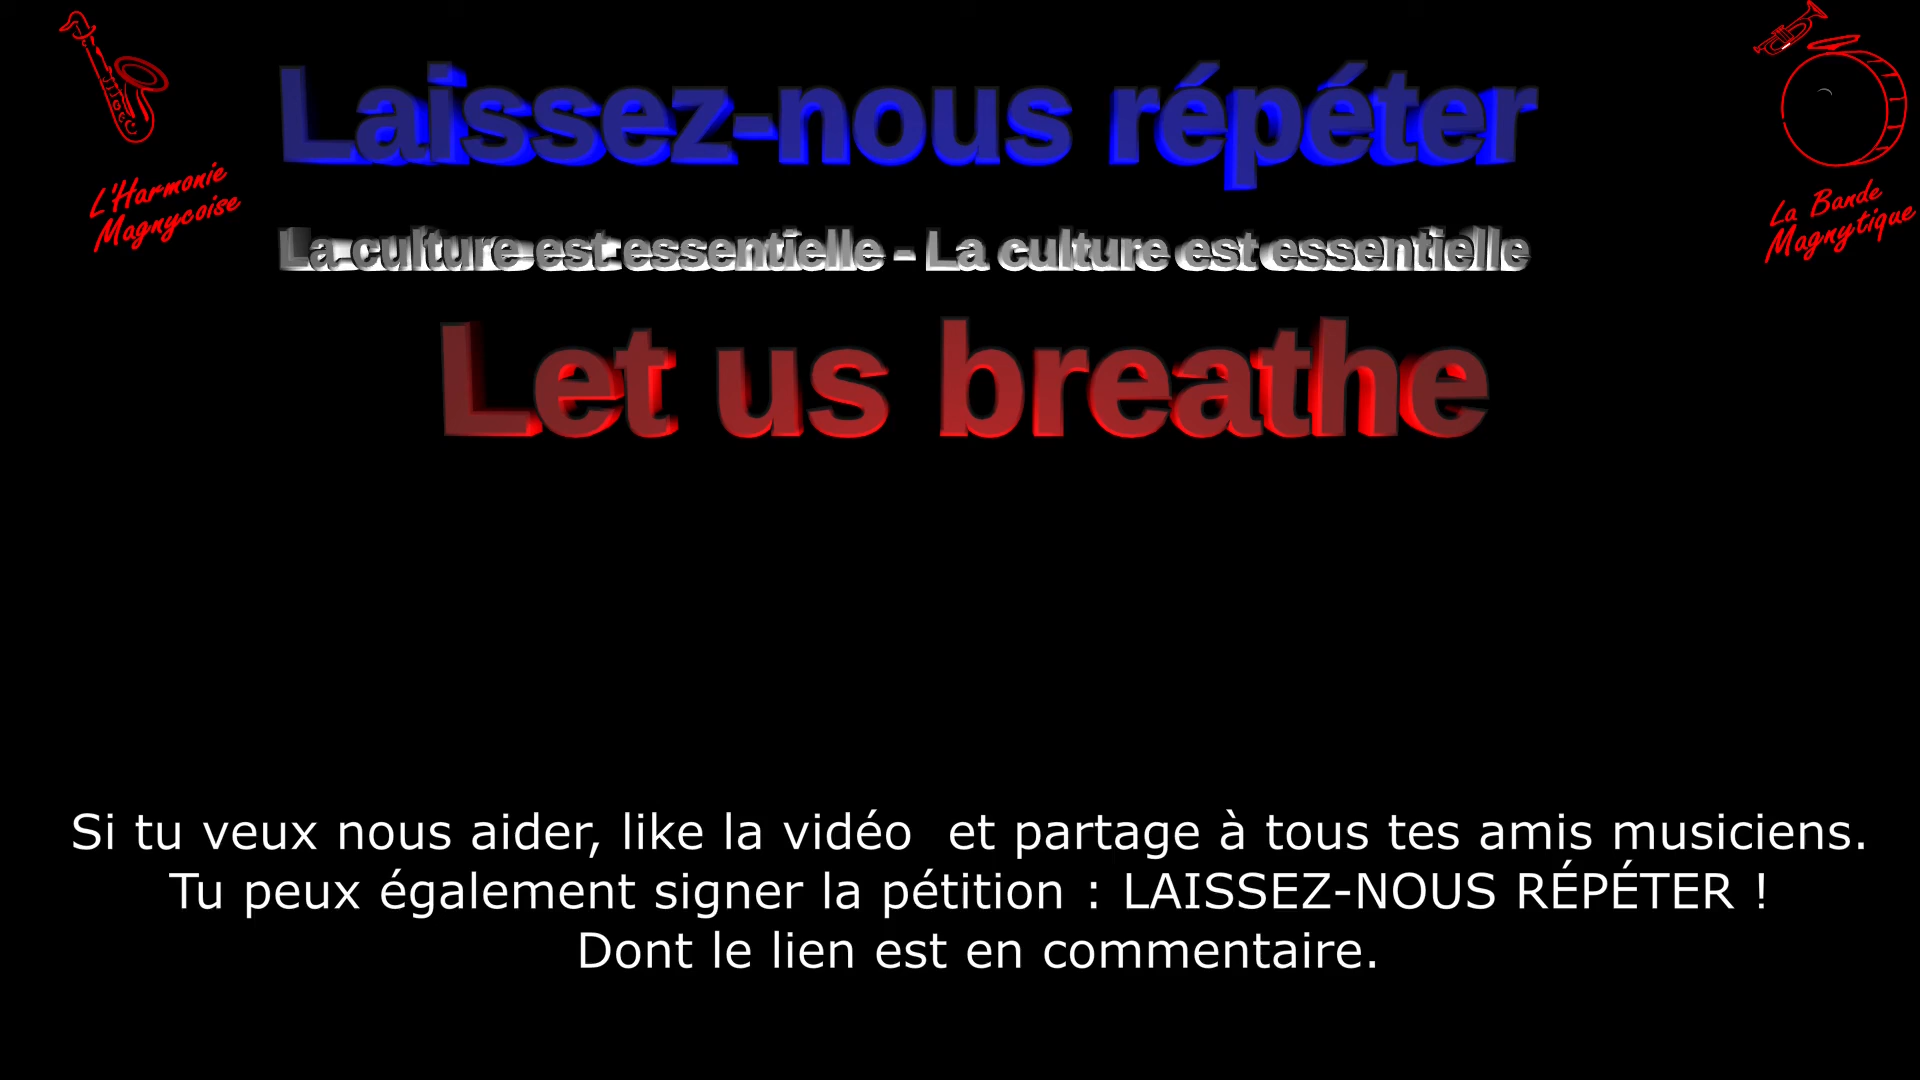 L'Harmonie
Magnycoise
Laissez-nous répéter
La Bande
Magnytique
La culture est essentielle - La culture est essentielle
Let us breathe
Si tu veux nous aider, like la vidéo  et partage à tous tes amis musiciens.
Tu peux également signer la pétition : LAISSEZ-NOUS RÉPÉTER !
Dont le lien est en commentaire.